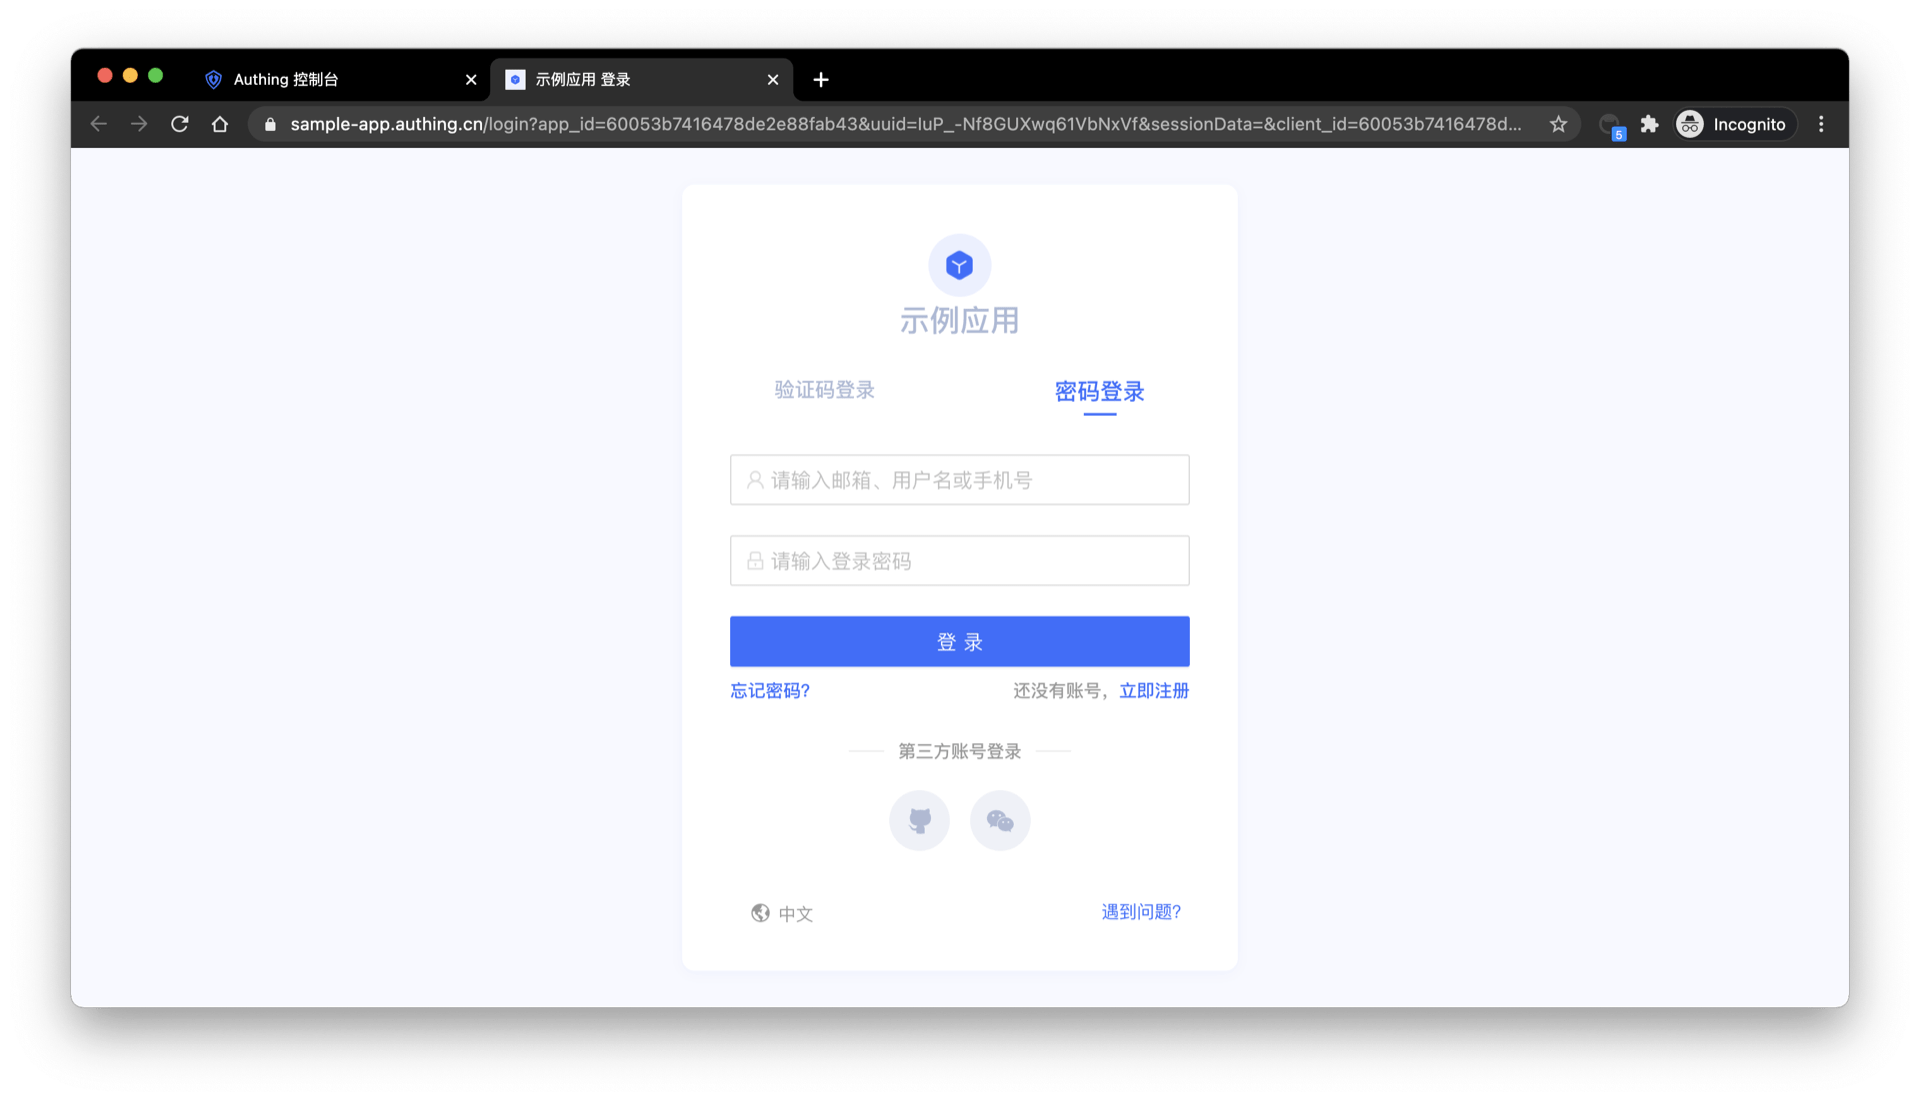 Authing 控制台
示例应用 登录
sample-app.authing.cn/login?app_id=60053b7416478de2e88fab43&uuid=IuP_-Nf8GUXwq61VbNxVf&sessionData=&client_id=60053b7416478d...
5
Incognito
示例应用
验证码登录
密码登录
请输入邮箱、用户名或手机号
请输入登录密码
登 录
忘记密码?
还没有账号，立即注册
第三方账号登录
中文
遇到问题?